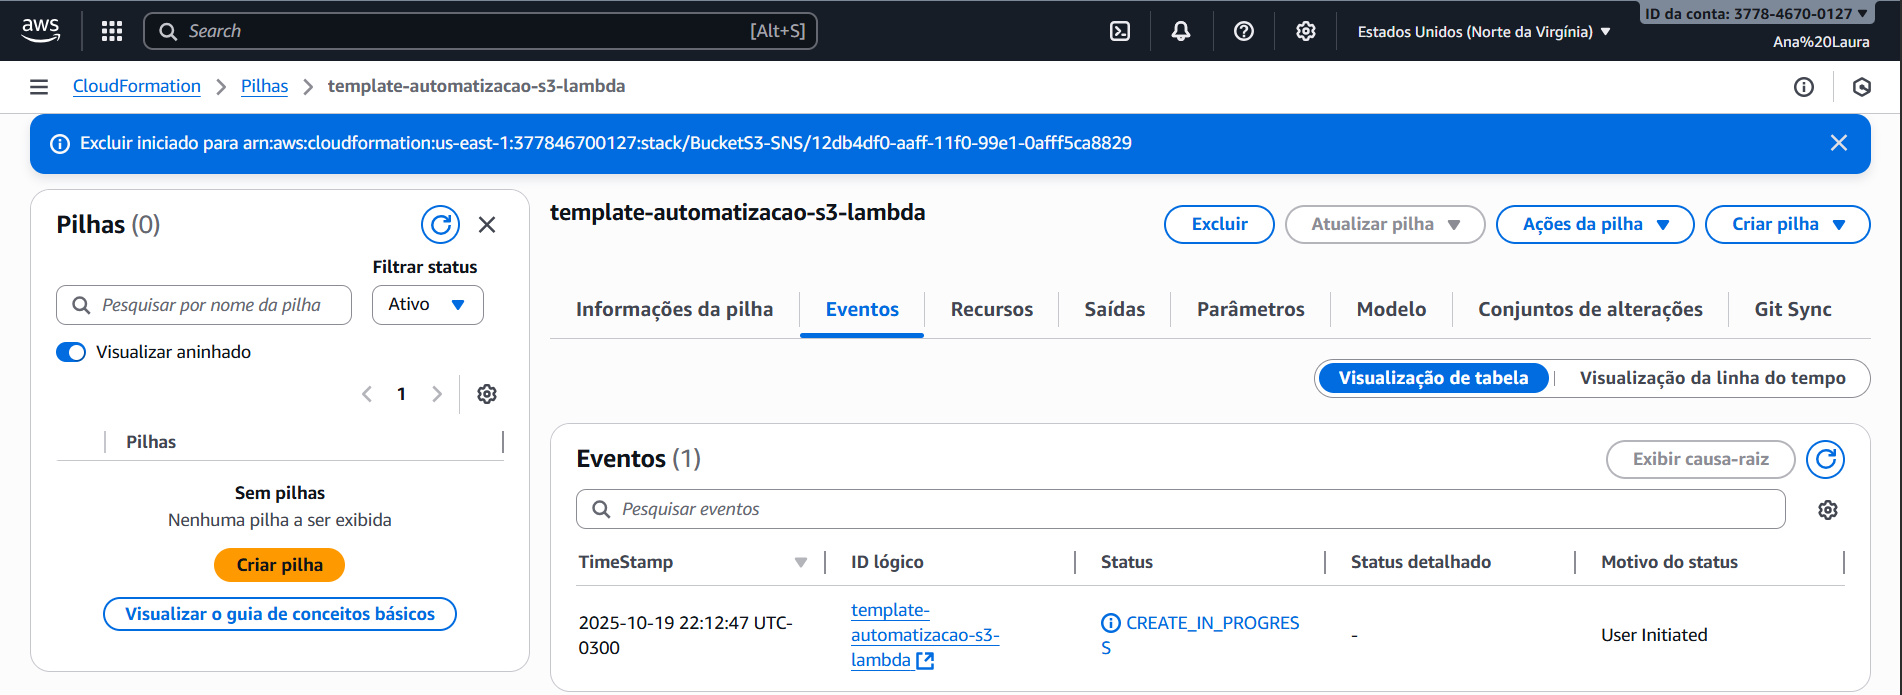 aws
Search
[Alt+S]
Estados Unidos (Norte da Virgínia)
ID da conta: 3778-4670-0127
Ana%20Laura
CloudFormation
Pilhas
template-automatizacao-s3-lambda
Excluir iniciado para arn:aws:cloudformation:us-east-1:377846700127:stack/BucketS3-SNS/12db4df0-aaff-11f0-99e1-0afff5ca8829
Pilhas (0)
Filtrar status
Pesquisar por nome da pilha
Ativo
Visualizar aninhado
1
Pilhas
Sem pilhas
Nenhuma pilha a ser exibida
Criar pilha
Visualizar o guia de conceitos básicos
template-automatizacao-s3-lambda
Excluir
Atualizar pilha
Ações da pilha
Criar pilha
Informações da pilha
Eventos
Recursos
Saídas
Parâmetros
Modelo
Conjuntos de alterações
Git Sync
Visualização de tabela
Visualização da linha do tempo
Eventos (1)
Exibir causa-raiz
Pesquisar eventos
TimeStamp
ID lógico
Status
Status detalhado
Motivo do status
2025-10-19 22:12:47 UTC-
0300
template-
automatizacao-s3-
lambda
CREATE_IN_PROGRES
S
-
User Initiated